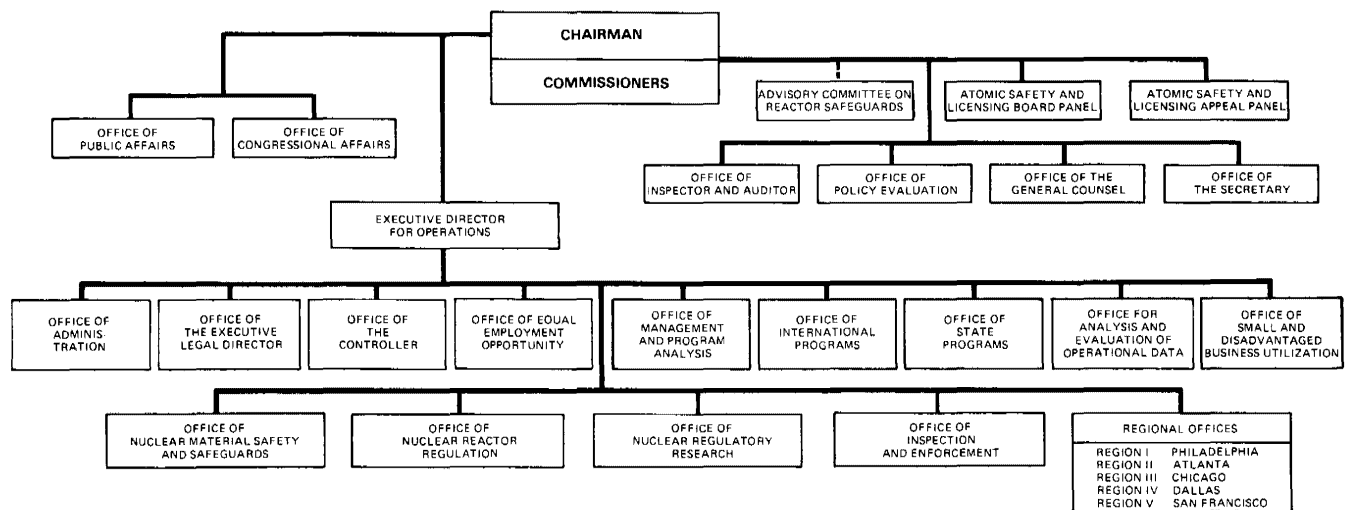 CHAIRMAN
COMMISSIONERS
ADVISORY COMMITTEE ON
REACTOR SAFEGUARDS
ATOMIC SAFETY AND
LICENSING BOARD PANEL
ATOMIC SAFETY AND
LICENSING APPEAL PANEL
OFFICE OF
PUBLIC AFFAIRS
OFFICE OF
CONGRESSIONAL AFFAIRS
OFFICE OF
INSPECTOR AND AUDITOR
OFFICE OF
POLICY EVALUATION
OFFICE OF THE
GENERAL COUNSEL
OFFICE OF
THE SECRETARY
EXECUTIVE DIRECTOR
FOR OPERATIONS
OFFICE OF
ADMINIS-
TRATION
OFFICE OF
THE EXECUTIVE
LEGAL DIRECTOR
OFFICE OF
THE
CONTROLLER
OFFICE OF EQUAL
EMPLOYMENT
OPPORTUNITY
OFFICE OF
MANAGEMENT
AND PROGRAM
ANALYSIS
OFFICE OF
INTERNATIONAL
PROGRAMS
OFFICE OF
STATE
PROGRAMS
OFFICE FOR
ANALYSIS AND
EVALUATION OF
OPERATIONAL DATA
OFFICE OF
SMALL AND
DISADVANTAGED
BUSINESS UTILIZATION
OFFICE OF
NUCLEAR MATERIAL SAFETY
AND SAFEGUARDS
OFFICE OF
NUCLEAR REACTOR
REGULATION
OFFICE OF
NUCLEAR REGULATORY
RESEARCH
OFFICE OF
INSPECTION
AND ENFORCEMENT
REGIONAL OFFICES
REGION I PHILADELPHIA
REGION II ATLANTA
REGION III CHICAGO
REGION IV DALLAS
REGION V SAN FRANCISCO